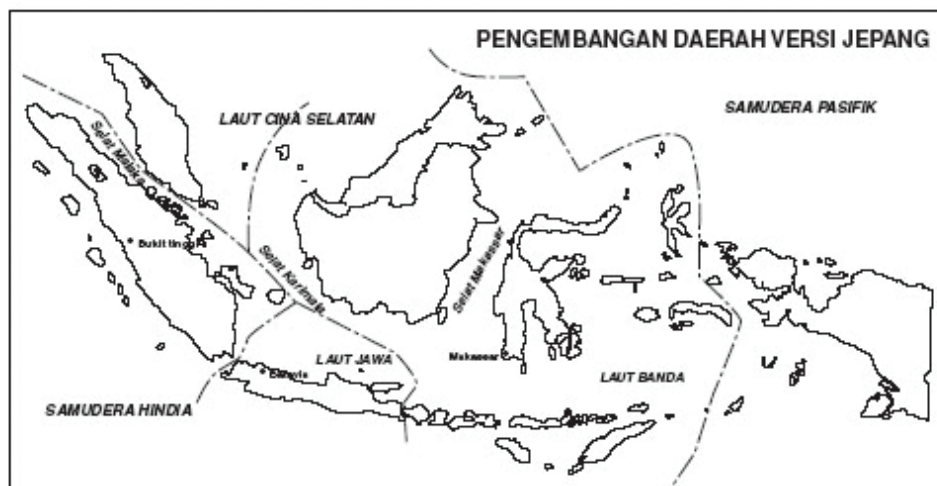 PENGEMBANGAN DAERAH VERSI JEPANG
SAMUDERA PASIFIK
LAUT CINA SELATAN
Selat Malaka
Bukittinggi
Selat Karimata
Selat Makassar
Makassar
LAUT JAWA
Batavia
LAUT BANDA
SAMUDERA HINDIA